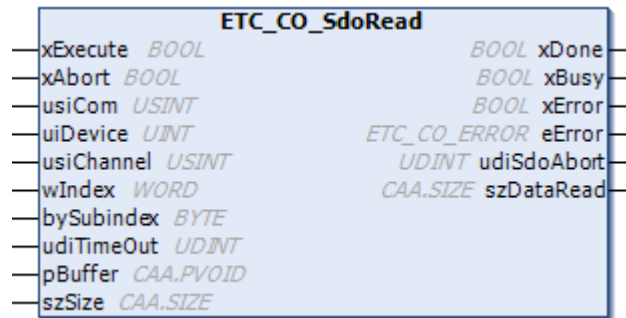 ETC_CO_SdoRead
xExecute BOOL BOOL xDone
xAbort BOOL BOOL xBusy
usiCom USINT BOOL xError
uiDevice UINT ETC_CO_ERROR eError
usiChannel USINT UDINT udiSdoAbort
wIndex WORD CAA.SIZE szDataRead
bySubindex BYTE
udiTimeOut UDINT
pBuffer CAA.PVOID
szSize CAA.SIZE